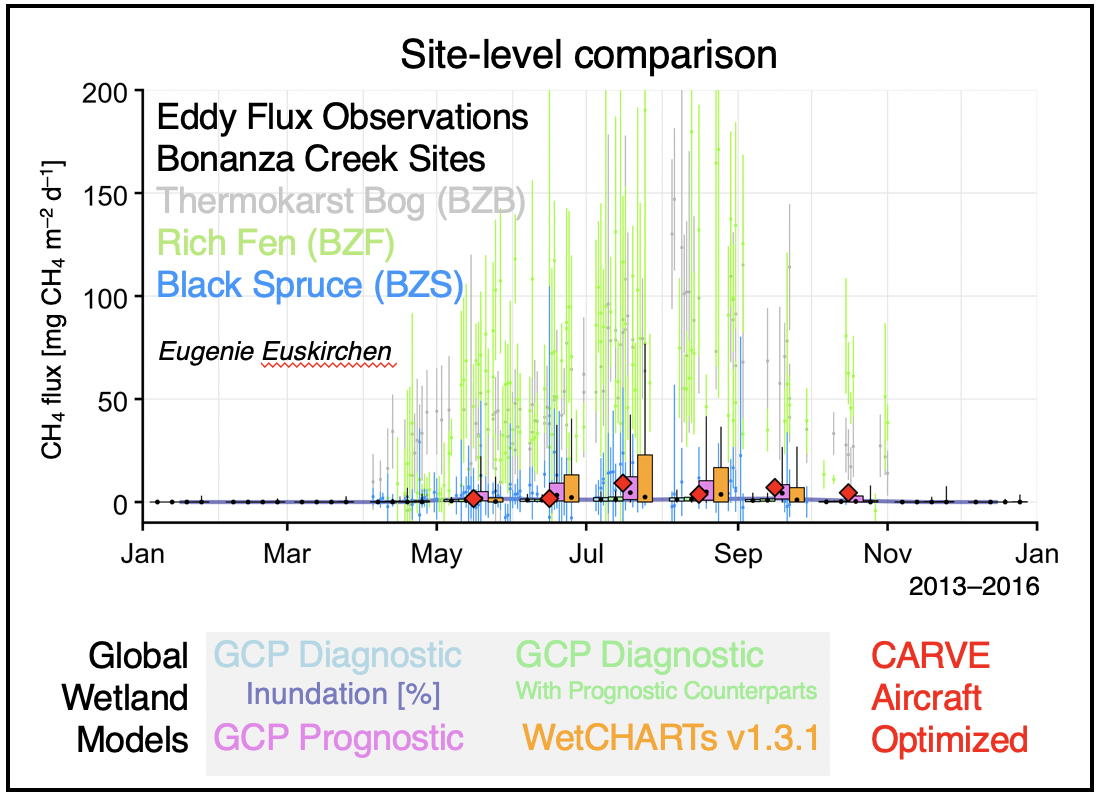 Site-level comparison
200
150
100
50
0
CH₄ flux [mg CH₄ m⁻² d⁻¹]
Eddy Flux Observations
Bonanza Creek Sites
Thermokarst Bog (BZB)
Rich Fen (BZF)
Black Spruce (BZS)
Eugenie Euskirchen
Jan Mar May Jul Sep Nov Jan
2013–2016
Global Wetland Models
GCP Diagnostic
Inundation [%]
GCP Prognostic
GCP Diagnostic
With Prognostic Counterparts
WetCHARTs v1.3.1
CARVE
Aircraft
Optimized